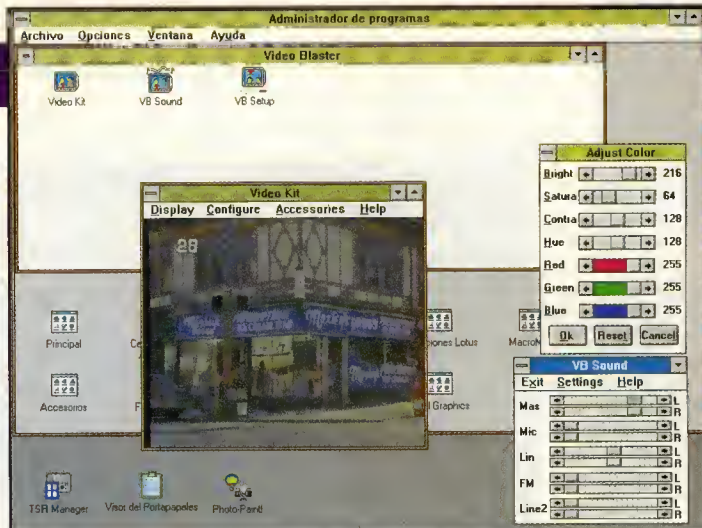 Administrador de programas
Archivo Opciones Ventana Ayuda
Video Blaster
Video Kit VB Sound VB Setup
Adjust Color
Bright 216
Satura 64
Contra 128
Hue 128
Red 255
Green 255
Blue 255
Ok Reset Cancel
Video Kit
Display Configure Accessories Help
28
Principal
iones Lotus
Accesorios
Graphics
VB Sound
Exit Settings Help
Mas L
R
Mic L
R
Lin L
R
FM L
R
Line2 L
R
TSR Manager Visor del Portapapeles Photo-Paint!